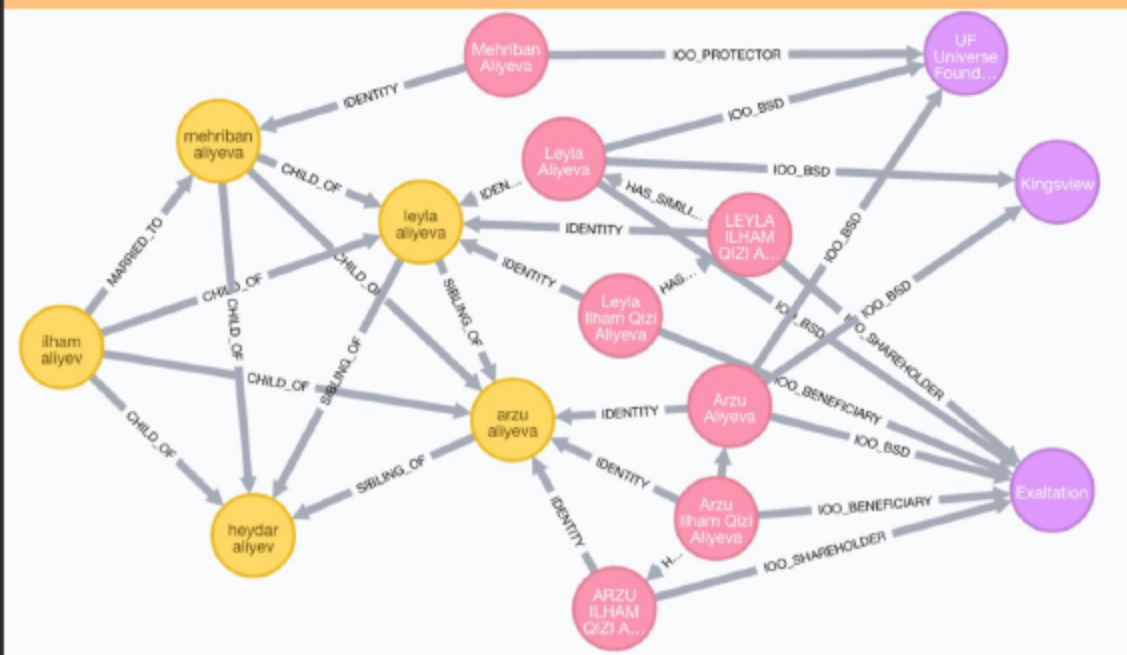 Mehriban
Aliyeva
IOO_PROTECTOR
UF
Universe
Found...
IDENTITY
IOO_BSD
mehriban
aliyeva
CHILD_OF
Leyla
Aliyeva
IOO_BSD
Kingsview
IDEN...
HAS_SIMILI...
leyla
aliyeva
IDENTITY
LEYLA
ILHAM
QIZI A...
MARRIED_TO
CHILD_OF
CHILD_OF
IDENTITY
HAS...
IOO_BSD
IOO_BSD
Leyla
Ilham Qizi
Aliyeva
IOO_BSD
IOO_SHAREHOLDER
CHILD_OF
SIBLING_OF
SIBLING_OF
ilham
aliyev
CHILD_OF
IOO_BENEFICIARY
arzu
aliyeva
IDENTITY
Arzu
Aliyeva
IOO_BSD
CHILD_OF
SIBLING_OF
IDENTITY
Exaltation
heydar
aliyev
IDENTITY
Arzu
Ilham Qizi
Aliyeva
IOO_BENEFICIARY
H...
IOO_SHAREHOLDER
ARZU
ILHAM
QIZI A...